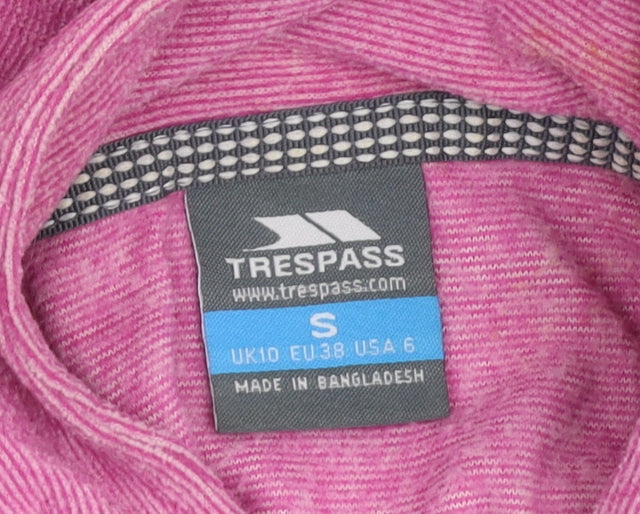 TRESPASS
www.trespass.com
S
UK10 EU38 USA 6
MADE IN BANGLADESH